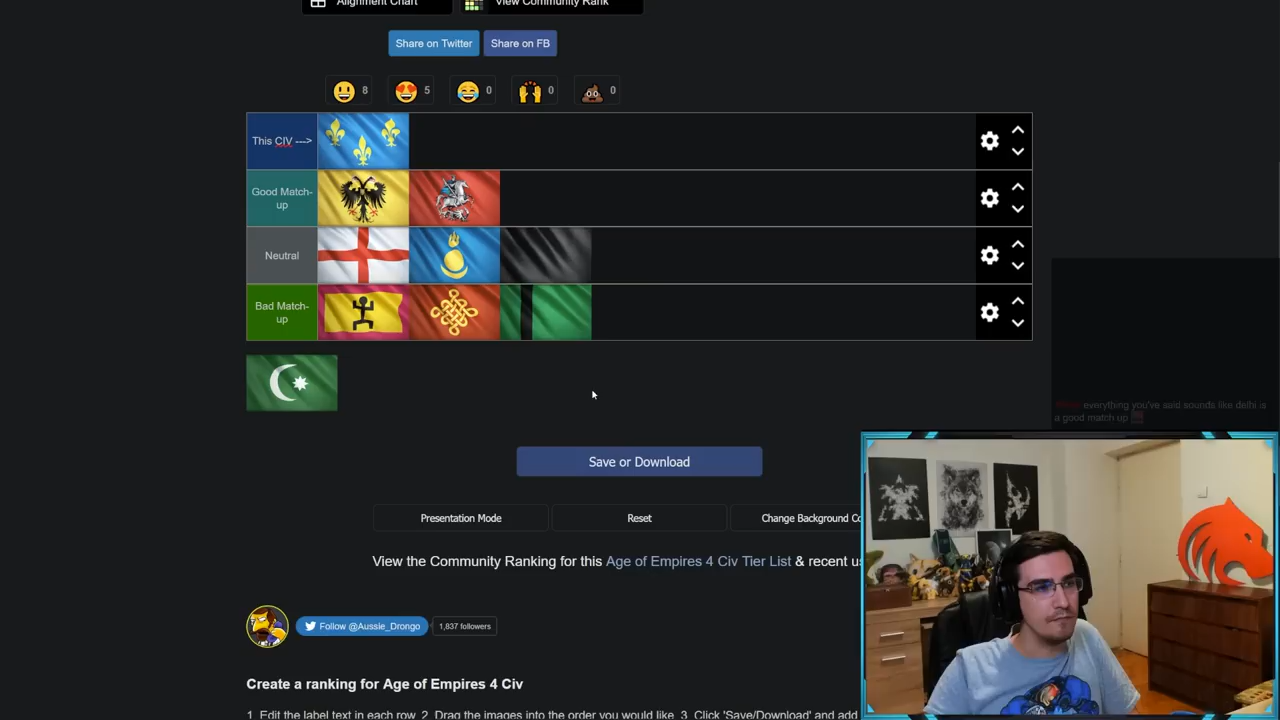 Alignment Chart
View Community Rank
Share on Twitter
Share on FB
8
5
0
0
0
This CIV --->
Good Match-
up
Neutral
Bad Match-
up
everything you've said sounds like delhi is
a good match up
Save or Download
Presentation Mode
Reset
Change Background Co
View the Community Ranking for this Age of Empires 4 Civ Tier List & recent us
Follow @Aussie_Drongo
1,837 followers
Create a ranking for Age of Empires 4 Civ
1. Edit the label text in each row. 2. Drag the images into the order you would like. 3. Click 'Save/Download' and add